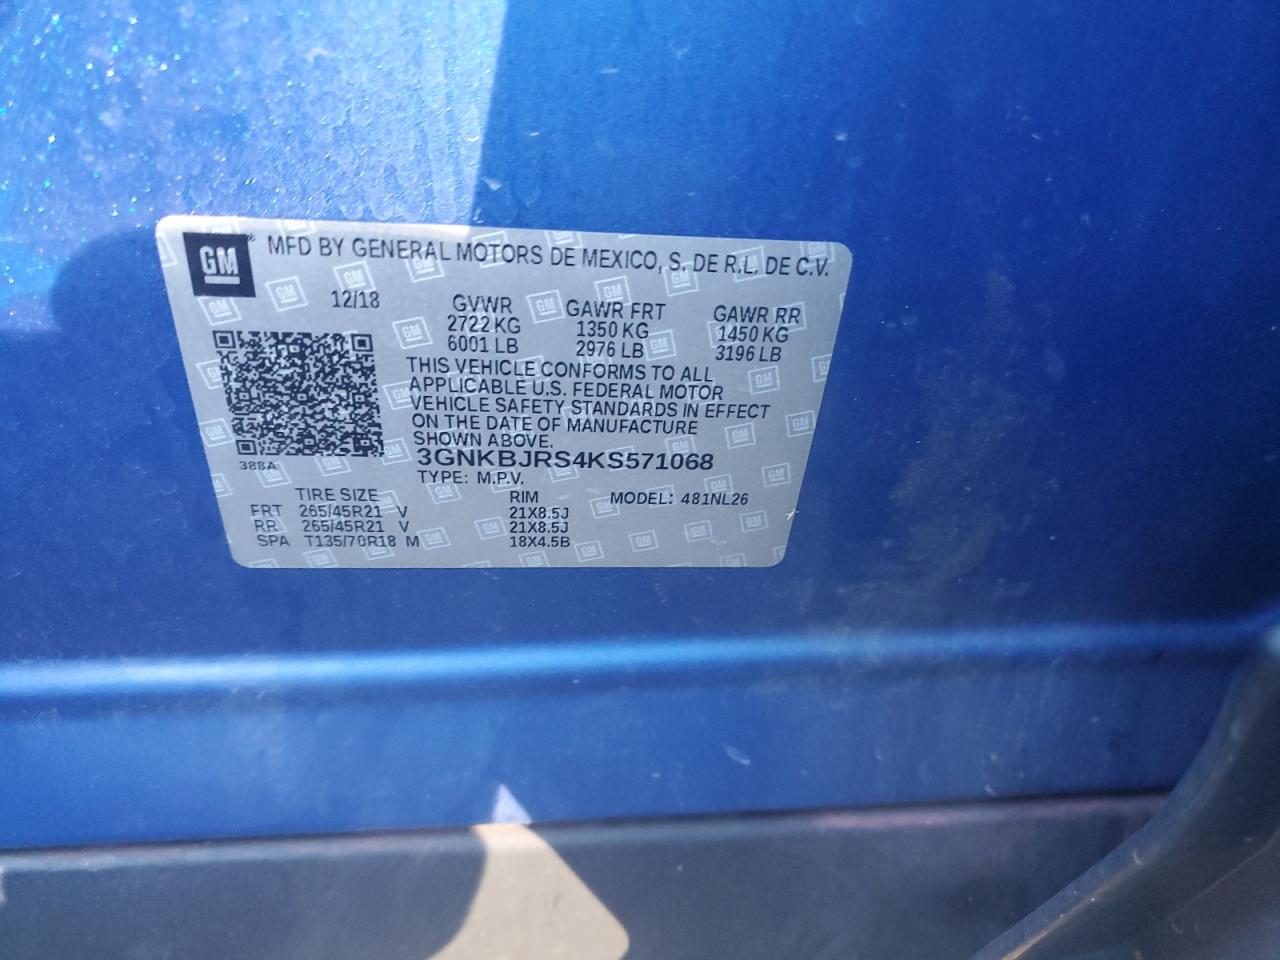 GM
MFD BY GENERAL MOTORS DE MEXICO, S. DE R.L. DE C.V.
12/18 GVWR GAWR FRT GAWR RR
2722 KG 1350 KG 1450 KG
6001 LB 2976 LB 3196 LB
THIS VEHICLE CONFORMS TO ALL
APPLICABLE U.S. FEDERAL MOTOR
VEHICLE SAFETY STANDARDS IN EFFECT
ON THE DATE OF MANUFACTURE
SHOWN ABOVE.
388A
3GNKBJRS4KS571068
TYPE: M.P.V.
TIRE SIZE RIM MODEL: 481NL26
FRT 265/45R21 V 21X8.5J
RR 265/45R21 V 21X8.5J
SPA T135/70R18 M 18X4.5B